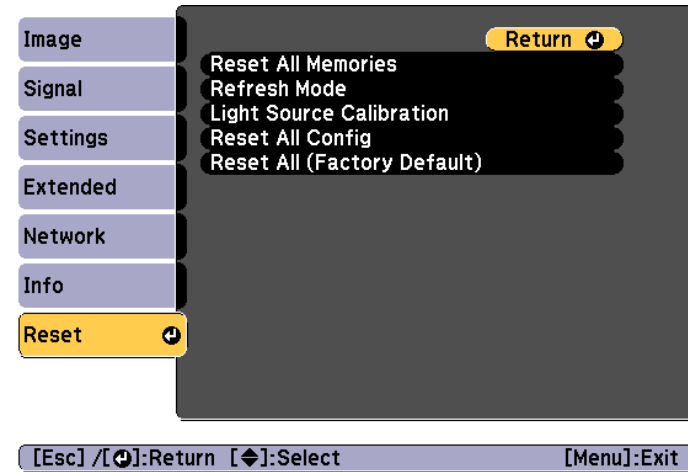 Image
Signal
Settings
Extended
Network
Info
Reset
Return
Reset All Memories
Refresh Mode
Light Source Calibration
Reset All Config
Reset All (Factory Default)
[Esc] /[⏎]:Return [◆]:Select [Menu]:Exit